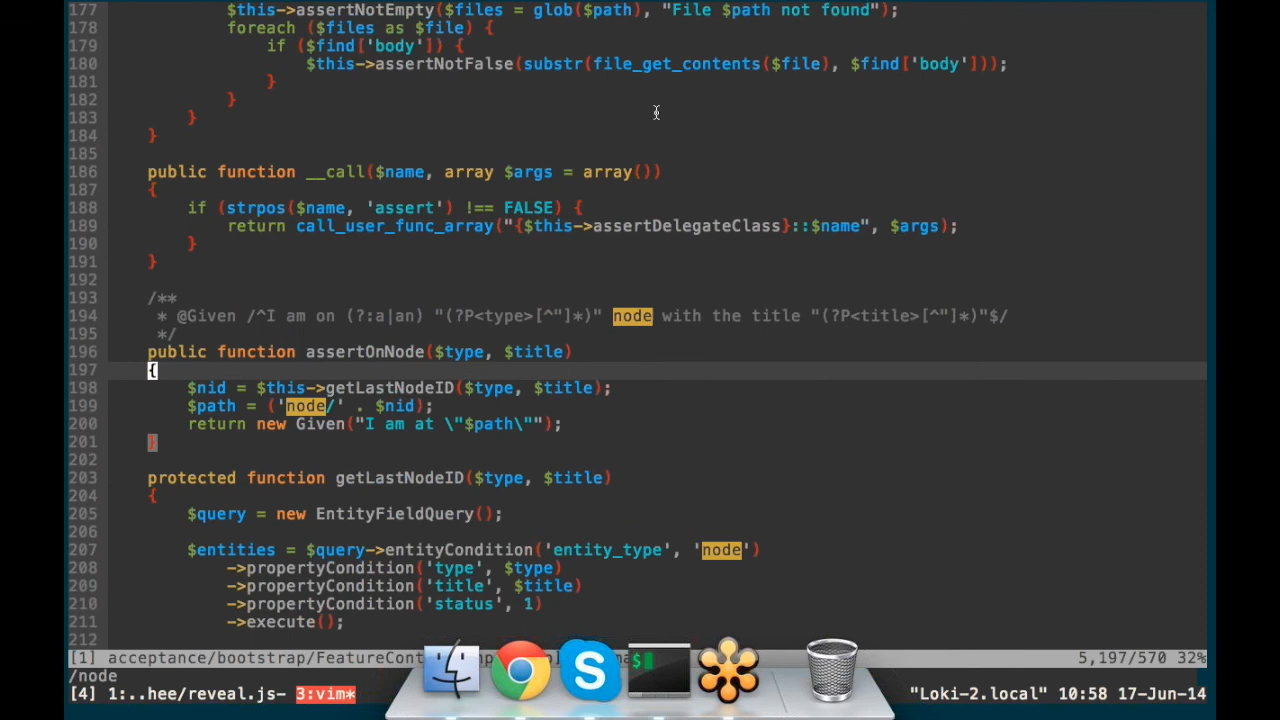 177             $this->assertNotEmpty($files = glob($path), "File $path not found");
178             foreach ($files as $file) {
179                 if ($find['body']) {
180                     $this->assertNotFalse(substr(file_get_contents($file), $find['body']));
181                 }
182             }
183         }
184     }
185
186     public function __call($name, array $args = array())
187     {
188         if (strpos($name, 'assert') !== FALSE) {
189             return call_user_func_array("{$this->assertDelegateClass}::$name", $args);
190         }
191     }
192
193     /**
194      * @Given /^I am on (?:a|an) "(?P<type>[^"]*)" node with the title "(?P<title>[^"]*)"$/
195      */
196     public function assertOnNode($type, $title)
197     {
198         $nid = $this->getLastNodeID($type, $title);
199         $path = ('node/' . $nid);
200         return new Given("I am at \"$path\"");
201     }
202
203     protected function getLastNodeID($type, $title)
204     {
205         $query = new EntityFieldQuery();
206
207         $entities = $query->entityCondition('entity_type', 'node')
208             ->propertyCondition('type', $type)
209             ->propertyCondition('title', $title)
210             ->propertyCondition('status', 1)
211             ->execute();
212
[1] acceptance/bootstrap/FeatureCont 5,197/570 32%
/node
[4] 1:..hee/reveal.js- 3:vim* "Loki-2.local" 10:58 17-Jun-14
S
$